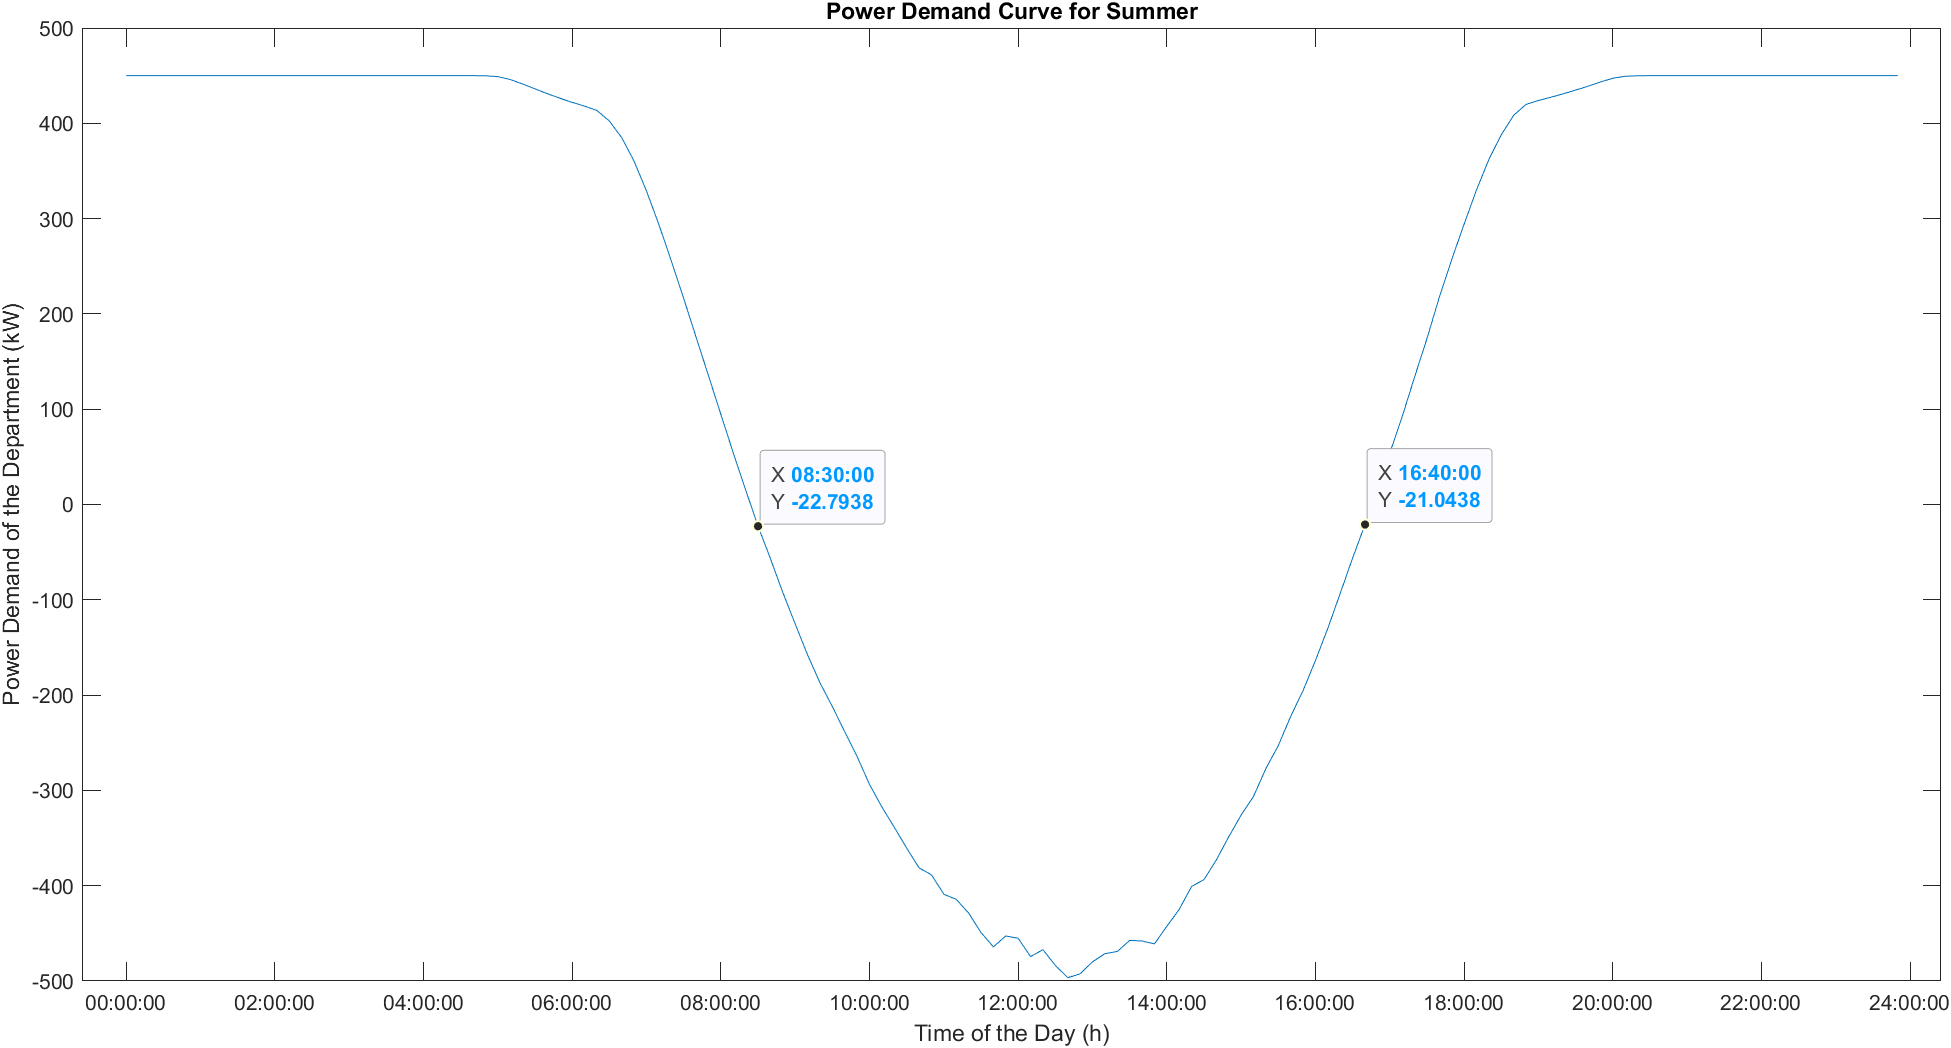 Power Demand Curve for Summer
Power Demand of the Department (kW)
500
400
300
200
100
0
-100
-200
-300
-400
-500
X 08:30:00
Y -22.7938
X 16:40:00
Y -21.0438
00:00:00 02:00:00 04:00:00 06:00:00 08:00:00 10:00:00 12:00:00 14:00:00 16:00:00 18:00:00 20:00:00 22:00:00 24:00:00
Time of the Day (h)